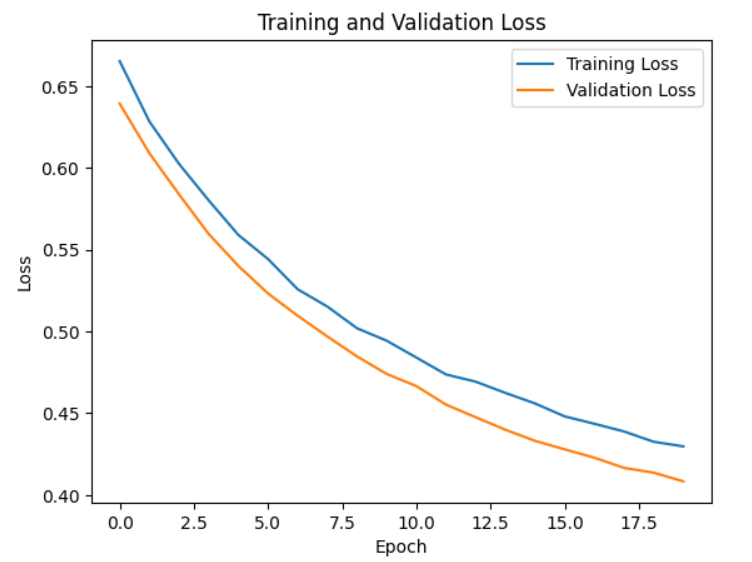 Training and Validation Loss
Training Loss
Validation Loss
Loss
0.65
0.60
0.55
0.50
0.45
0.40
0.0 2.5 5.0 7.5 10.0 12.5 15.0 17.5
Epoch